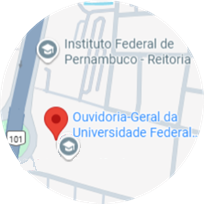 Instituto Federal de
Pernambuco - Reitoria
Ouvidoria-Geral da
Universidade Federal...
101